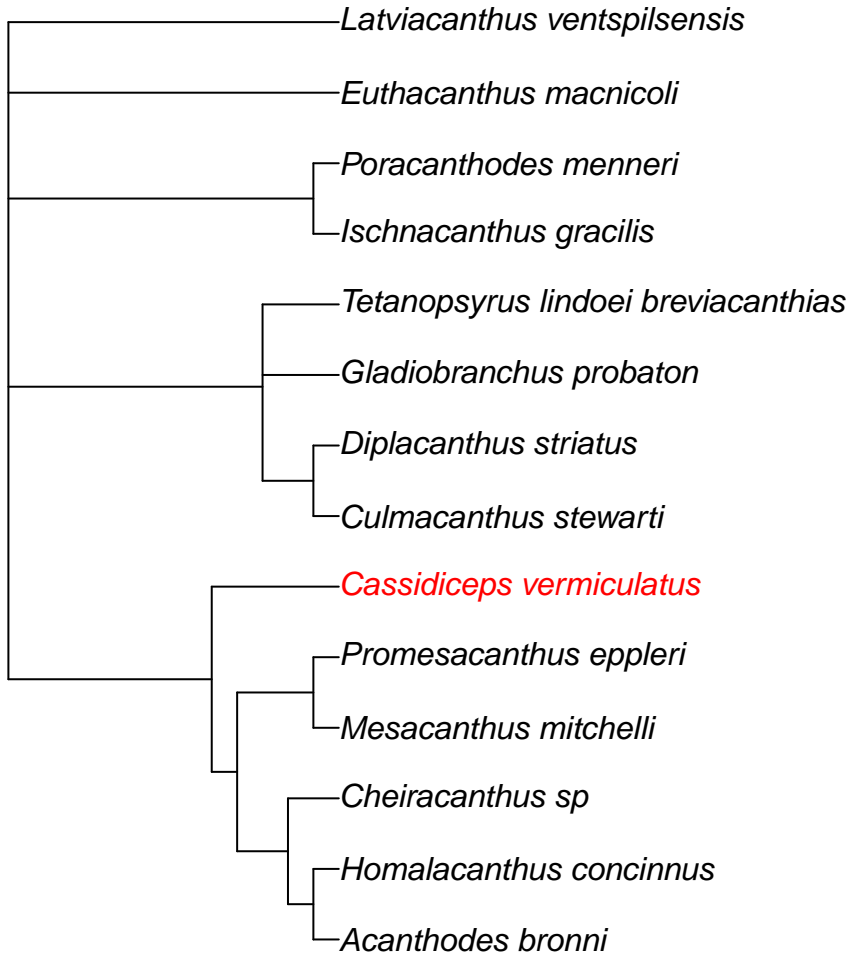 Latviacanthus ventspilsensis
Euthacanthus macnicoli
Poracanthodes menneri
Ischnacanthus gracilis
Tetanopsyrus lindoei breviacanthias
Gladiobranchus probaton
Diplacanthus striatus
Culmacanthus stewarti
Cassidiceps vermiculatus
Promesacanthus eppleri
Mesacanthus mitchelli
Cheiracanthus sp
Homalacanthus concinnus
Acanthodes bronni